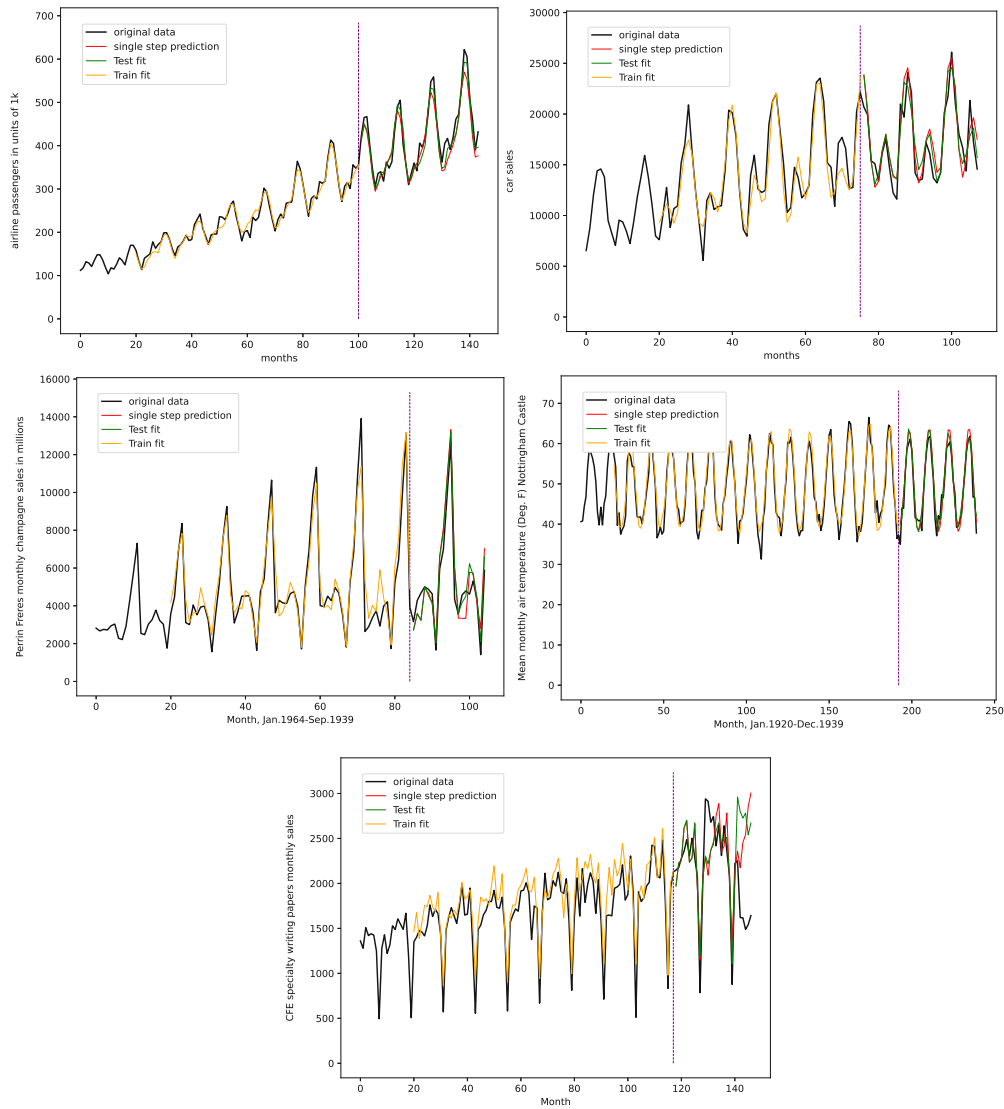 700
600
500
400
300
200
100
0
airline passengers in units of 1k
original data
single step prediction
Test fit
Train fit
0
20
40
60
80
100
120
140
months
30000
25000
20000
15000
10000
5000
0
car sales
original data
single step prediction
Test fit
Train fit
0
20
40
60
80
100
months
16000
14000
12000
10000
8000
6000
4000
2000
0
Perrin Freres monthly champagne sales in millions
original data
single step prediction
Test fit
Train fit
0
20
40
60
80
100
Month, Jan.1964-Sep.1939
70
60
50
40
30
20
10
0
Mean monthly air temperature (Deg. F) Nottingham Castle
original data
single step prediction
Test fit
Train fit
0
50
100
150
200
250
Month, Jan.1920-Dec.1939
3000
2500
2000
1500
1000
500
0
CFE specialty writing papers monthly sales
original data
single step prediction
Test fit
Train fit
0
20
40
60
80
100
120
140
Month